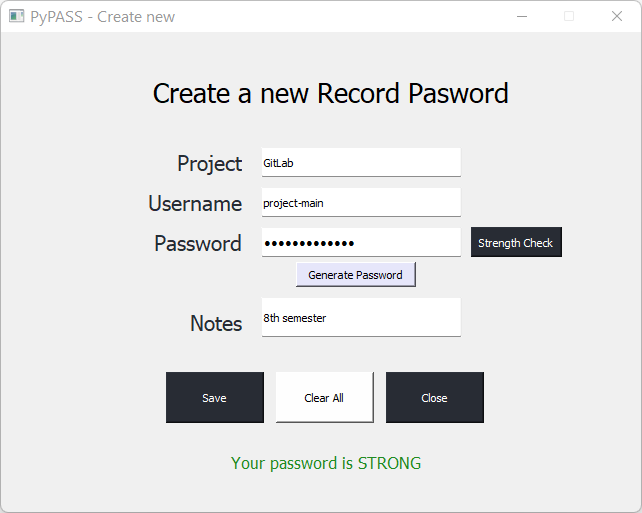 PyPASS - Create new
Create a new Record Pasword
Project GitLab
Username project-main
Password ••••••••••••• Strength Check
Generate Password
Notes 8th semester
Save Clear All Close
Your password is STRONG